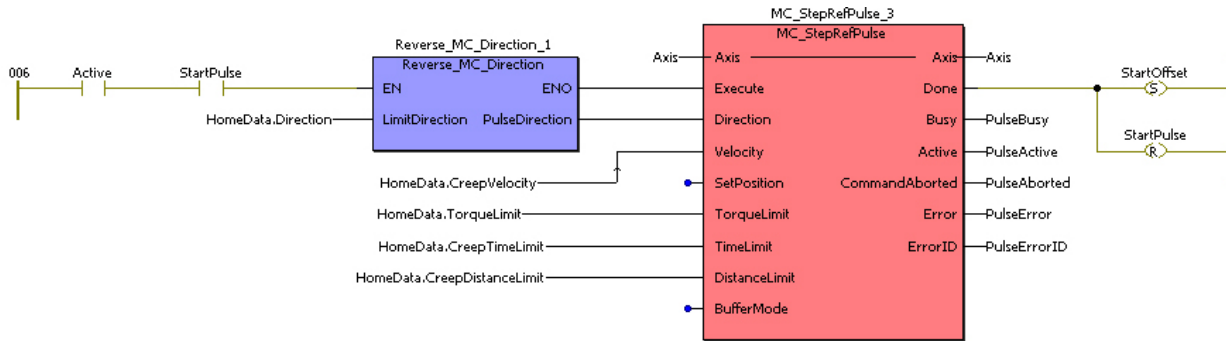 MC_StepRefPulse_3
Reverse_MC_Direction_1 MC_StepRefPulse
Reverse_MC_Direction Axis Axis Axis Axis
006 Active StartPulse StartOffset
EN ENO Execute Done S
HomeData.Direction LimitDirection PulseDirection Direction Busy PulseBusy
StartPulse
Velocity Active PulseActive R
HomeData.CreepVelocity SetPosition CommandAborted PulseAborted
HomeData.TorqueLimit TorqueLimit Error PulseError
HomeData.CreepTimeLimit TimeLimit ErrorID PulseErrorID
HomeData.CreepDistanceLimit DistanceLimit
BufferMode